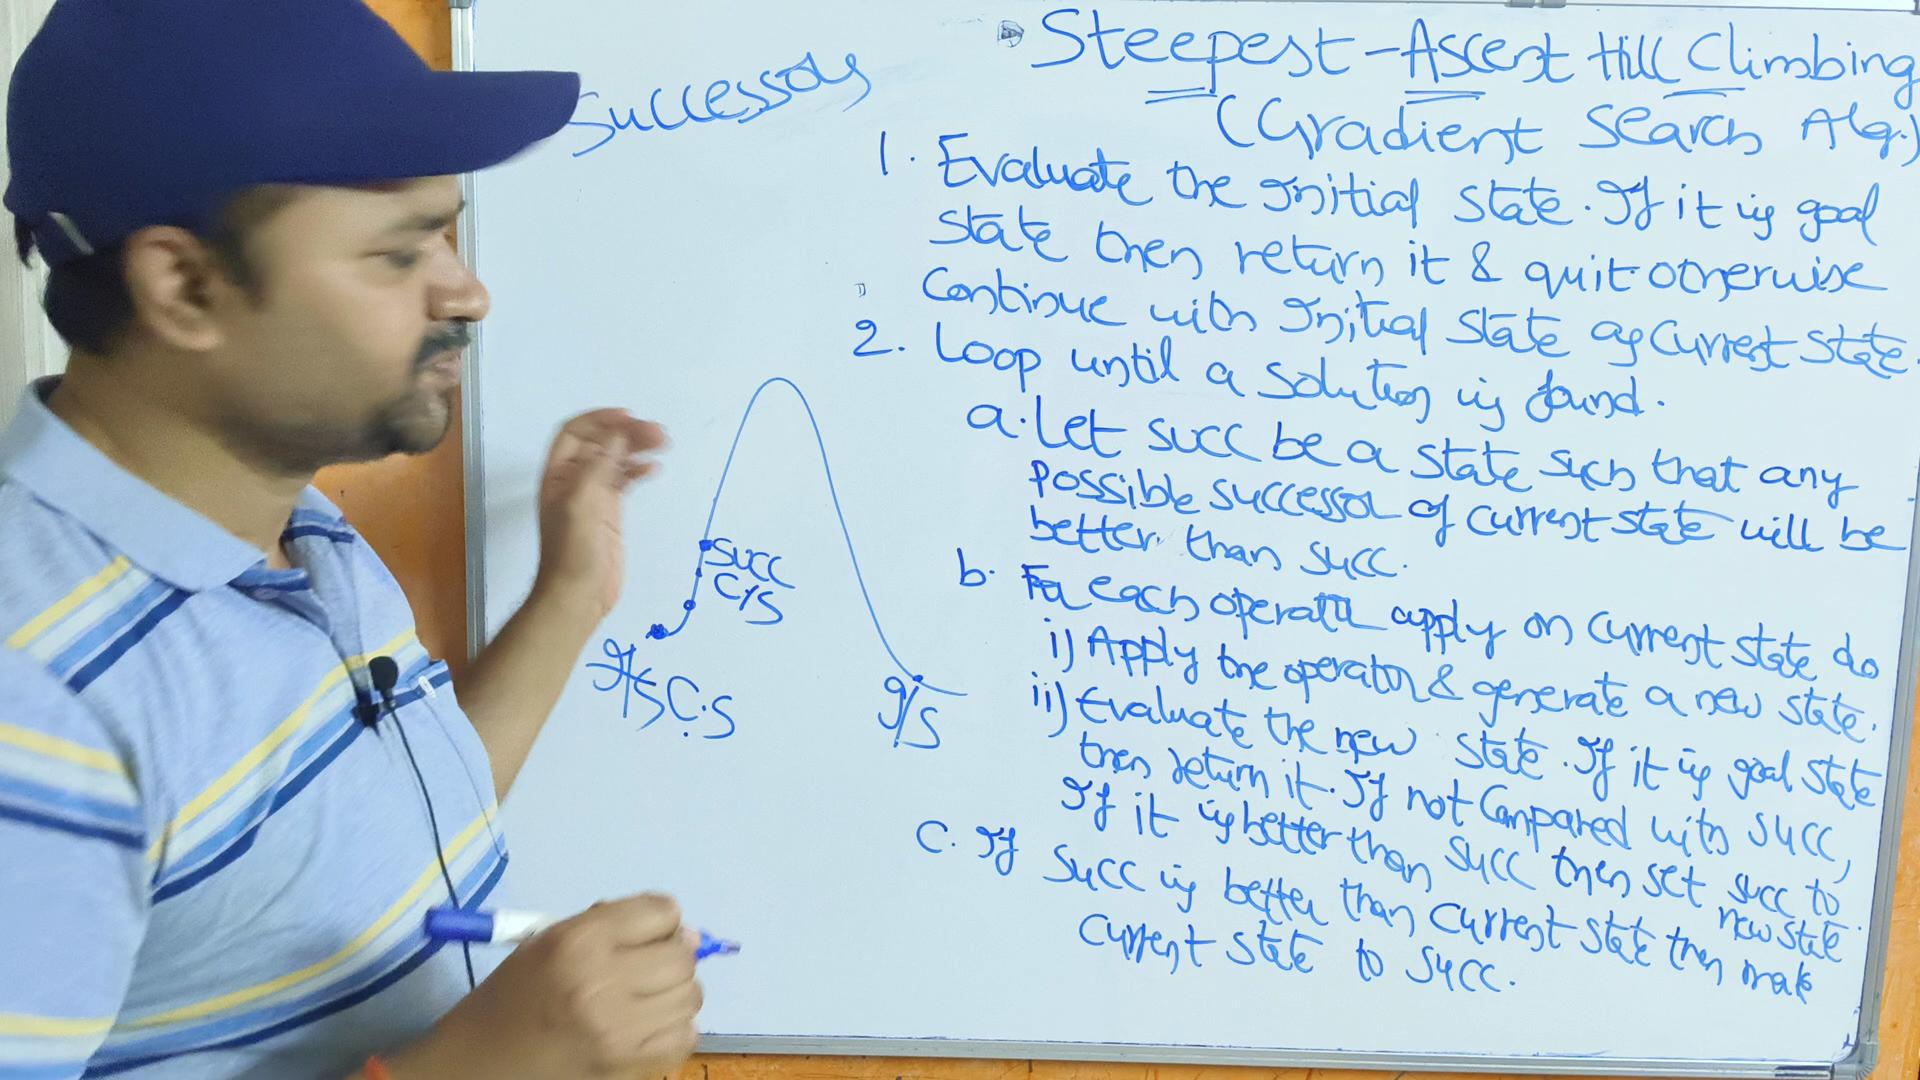 Successors
Steepest-Ascent Hill Climbing
(Gradient Search Alg.)
1. Evaluate the Initial State. If it is goal
state then return it & quit otherwise
Continue with Initial State as Current State.
2. Loop until a solution is found.
a. Let succ be a state such that any
possible successor of current state will be
better than succ.
b. For each operator apply on current state do
i) Apply the operator & generate a new state.
ii) Evaluate the new state. If it is goal state
then return it. If not Compared with succ,
If it is better than succ then set succ to
new state
C. If succ is better than current state then make
current state to succ.
succ
C/S
I/S C.S
g/S